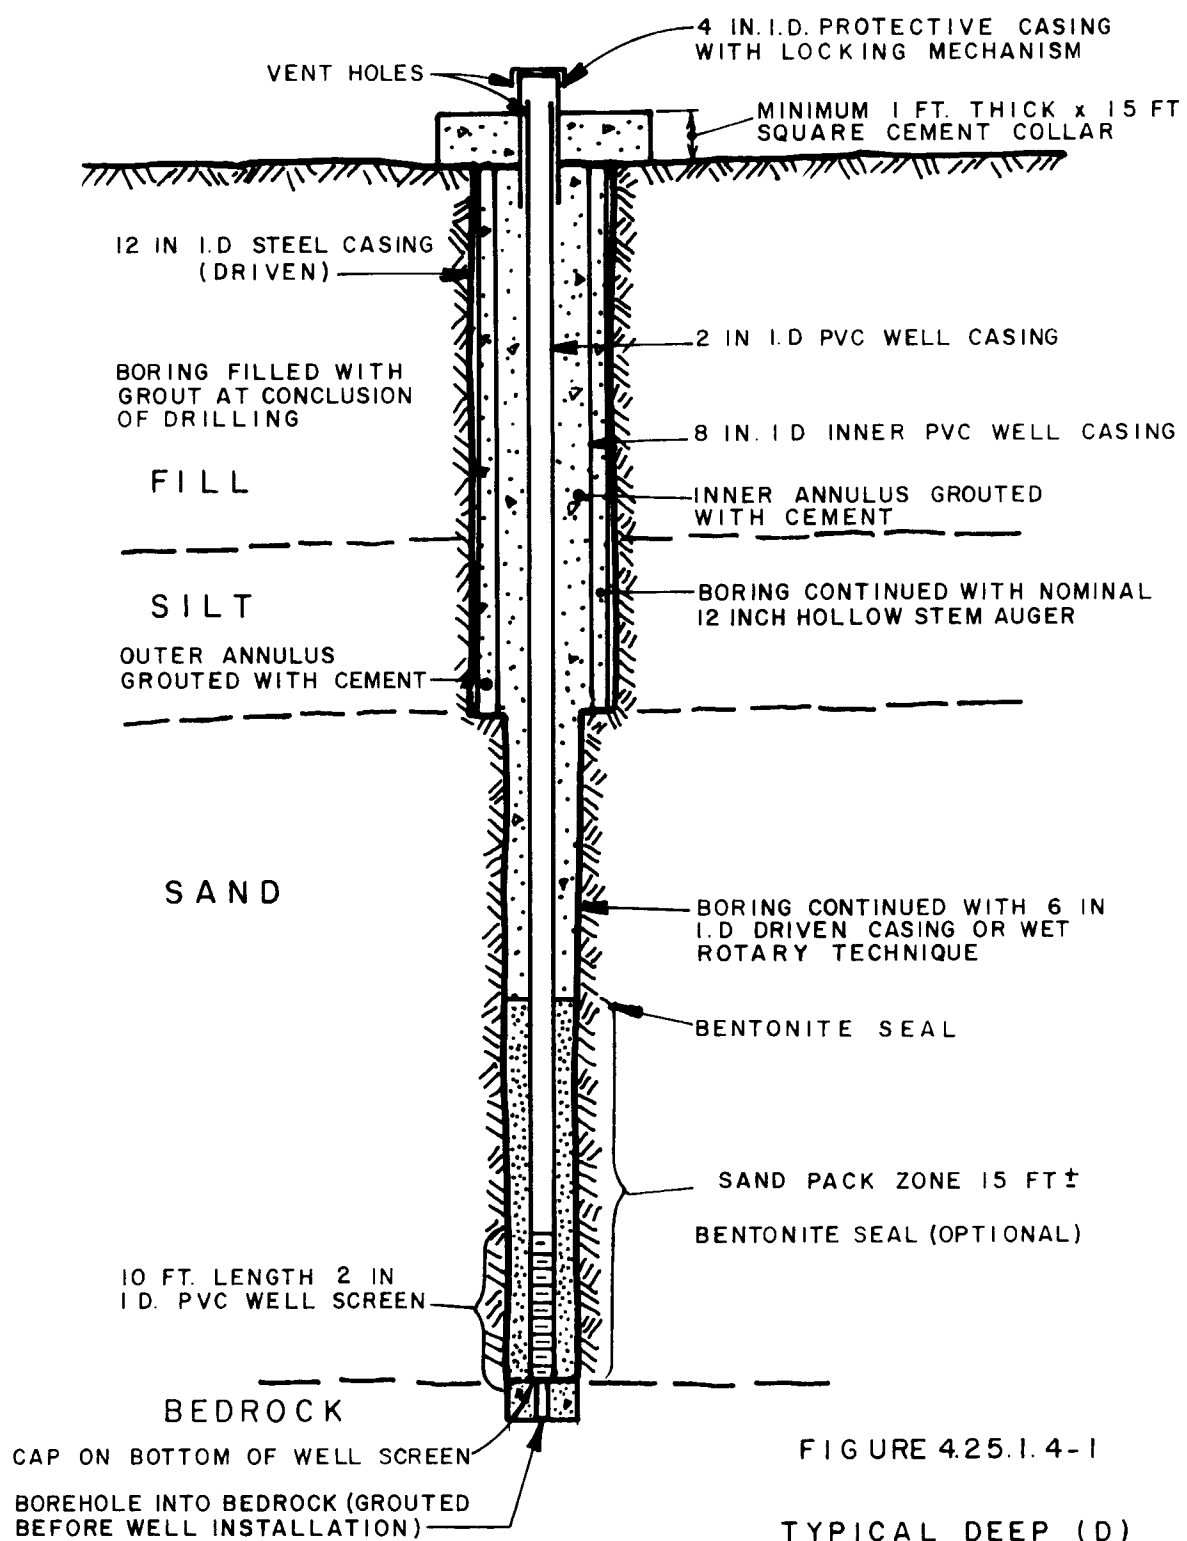 4 IN. I.D. PROTECTIVE CASING
WITH LOCKING MECHANISM
VENT HOLES
MINIMUM 1 FT. THICK x 15 FT
SQUARE CEMENT COLLAR
12 IN I.D STEEL CASING
(DRIVEN)
2 IN I.D PVC WELL CASING
BORING FILLED WITH
GROUT AT CONCLUSION
OF DRILLING
8 IN. I D INNER PVC WELL CASING
FILL
INNER ANNULUS GROUTED
WITH CEMENT
SILT
BORING CONTINUED WITH NOMINAL
12 INCH HOLLOW STEM AUGER
OUTER ANNULUS
GROUTED WITH CEMENT
SAND
BORING CONTINUED WITH 6 IN
I.D DRIVEN CASING OR WET
ROTARY TECHNIQUE
BENTONITE SEAL
SAND PACK ZONE 15 FT ±
BENTONITE SEAL (OPTIONAL)
10 FT. LENGTH 2 IN
I D. PVC WELL SCREEN
BEDROCK
CAP ON BOTTOM OF WELL SCREEN
FIGURE 4.25.1.4-1
BOREHOLE INTO BEDROCK (GROUTED
BEFORE WELL INSTALLATION)
TYPICAL DEEP (D)